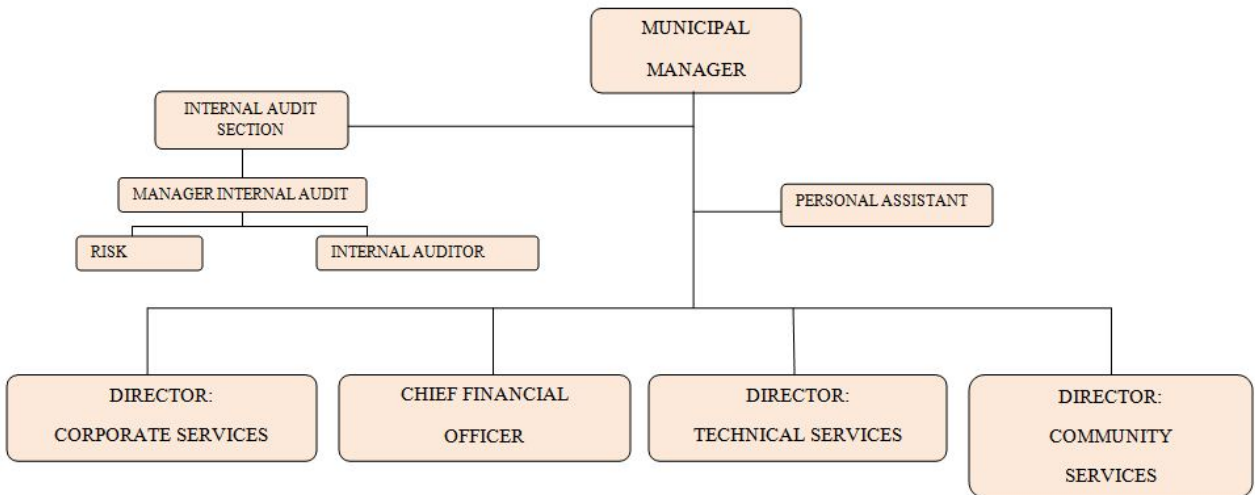 MUNICIPAL
MANAGER
INTERNAL AUDIT
SECTION
MANAGER INTERNAL AUDIT
PERSONAL ASSISTANT
RISK
INTERNAL AUDITOR
DIRECTOR:
CORPORATE SERVICES
CHIEF FINANCIAL
OFFICER
DIRECTOR:
TECHNICAL SERVICES
DIRECTOR:
COMMUNITY
SERVICES